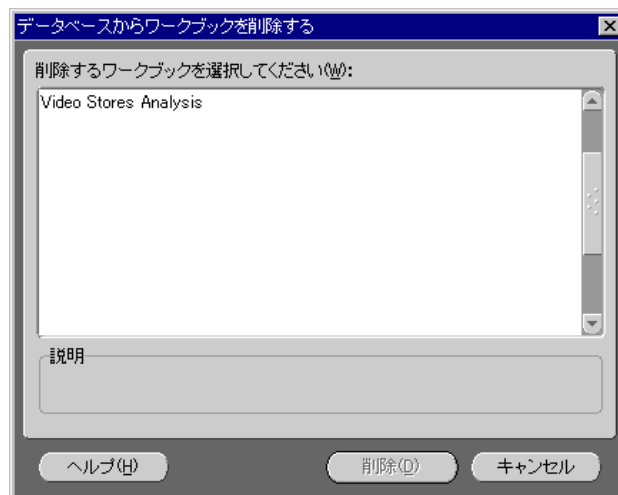 データベースからワークブックを削除する
削除するワークブックを選択してください(W):
Video Stores Analysis
説明
ヘルプ(H)
削除(D)
キャンセル